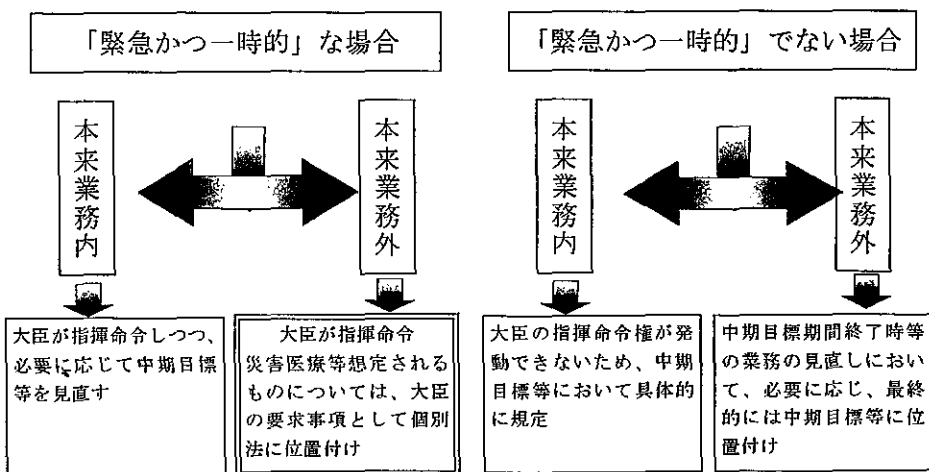 「緊急かつ一時的」な場合
本来業務内
本来業務外
大臣が指揮命令しつつ、
必要に応じて中期目標
等を見直す
大臣が指揮命令
災害医療等想定される
ものについては、大臣
の要求事項として個別
法に位置付け
「緊急かつ一時的」でない場合
本来業務内
本来業務外
大臣の指揮命令権が発
動できないため、中期
目標等において具体的
に規定
中期目標期間終了時等
の業務の見直しにおい
て、必要に応じ、最終
的には中期目標等に位
置付け